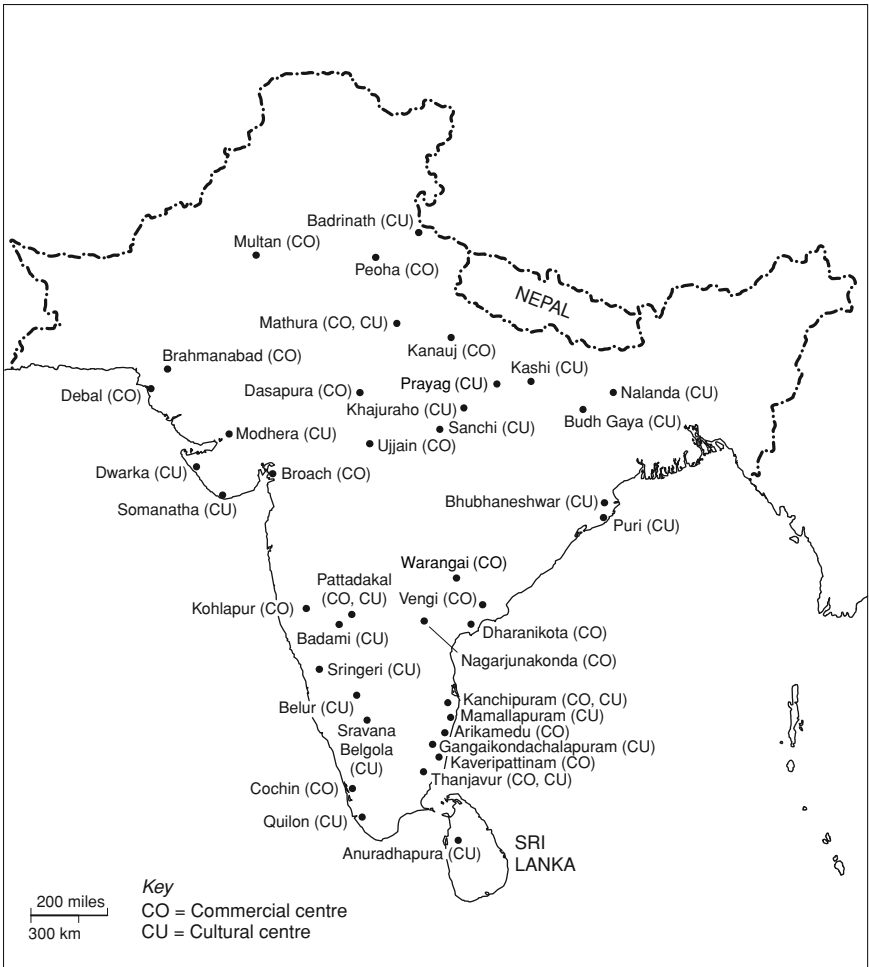 Badrinath (CU)
Multan (CO)
Peoha (CO)
NEPAL
Mathura (CO, CU)
Kanauj (CO)
Brahmanabad (CO)
Kashi (CU)
Debal (CO)
Dasapura (CO)
Prayag (CU)
Nalanda (CU)
Khajuraho (CU)
Budh Gaya (CU)
Modhera (CU)
Sanchi (CU)
Ujjain (CO)
Dwarka (CU)
Broach (CO)
Somanatha (CU)
Bhubhaneshwar (CU)
Puri (CU)
Warangai (CO)
Pattadakal
(CO, CU)
Kohlapur (CO)
Vengi (CO)
Badami (CU)
Dharanikota (CO)
Nagarjunakonda (CO)
Sringeri (CU)
Kanchipuram (CO, CU)
Belur (CU)
Mamallapuram (CU)
Sravana
Belgola
(CU)
Arikamedu (CO)
Gangaikondachalapuram (CU)
Kaveripattinam (CO)
Thanjavur (CO, CU)
Cochin (CO)
Quilon (CU)
Anuradhapura (CU)
SRI
LANKA
200 miles
300 km
Key
CO = Commercial centre
CU = Cultural centre